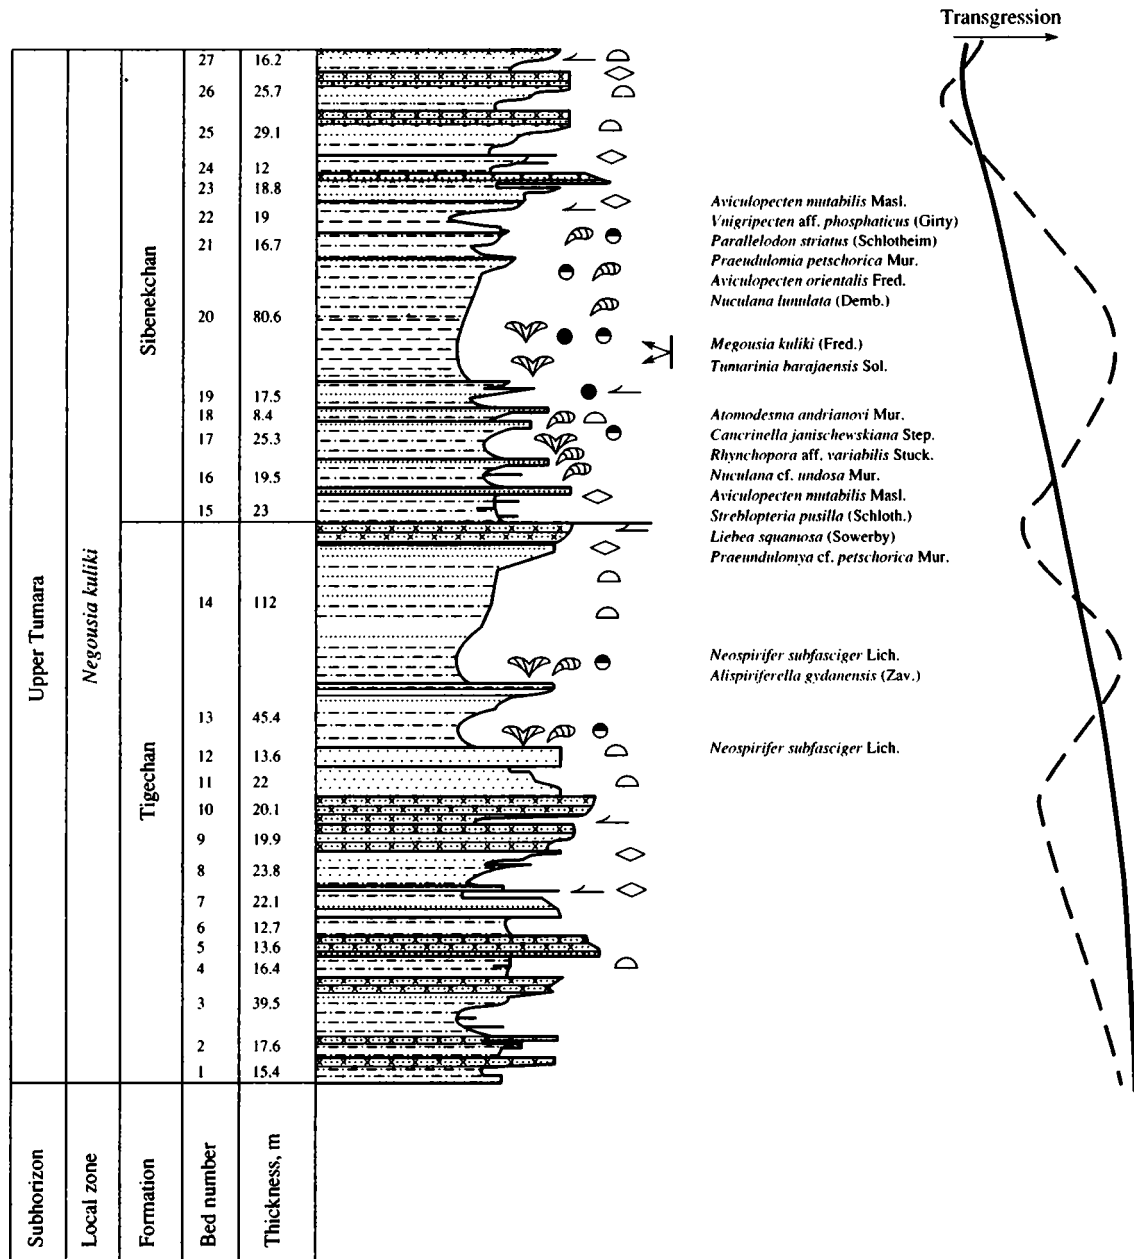 Transgression
27 16.2
26 25.7
25 29.1
24 12
23 18.8
22 19
21 16.7
20 80.6
19 17.5
18 8.4
17 25.3
16 19.5
15 23
14 112
13 45.4
12 13.6
11 22
10 20.1
9 19.9
8 23.8
7 22.1
6 12.7
5 13.6
4 16.4
3 39.5
2 17.6
1 15.4
Upper Tumara
Negousia kuliki
Sibenekchan
Tigechan
Aviculopecten mutabilis Masl.
Vnigripecten aff. phosphaticus (Girty)
Parallelodon striatus (Schlotheim)
Praeudulomia petschorica Mur.
Aviculopecten orientalis Fred.
Nuculana lunulata (Demb.)
Megousia kuliki (Fred.)
Tumarinia barajaensis Sol.
Atomodesma andrianovi Mur.
Cancrinella janischewskiana Step.
Rhynchopora aff. variabilis Stuck.
Nuculana cf. undosa Mur.
Aviculopecten mutabilis Masl.
Streblopteria pusilla (Schloth.)
Liebea squamosa (Sowerby)
Praeundulomya cf. petschorica Mur.
Neospirifer subfasciger Lich.
Alispiriferella gydanensis (Zav.)
Neospirifer subfasciger Lich.
Subhorizon
Local zone
Formation
Bed number
Thickness, m